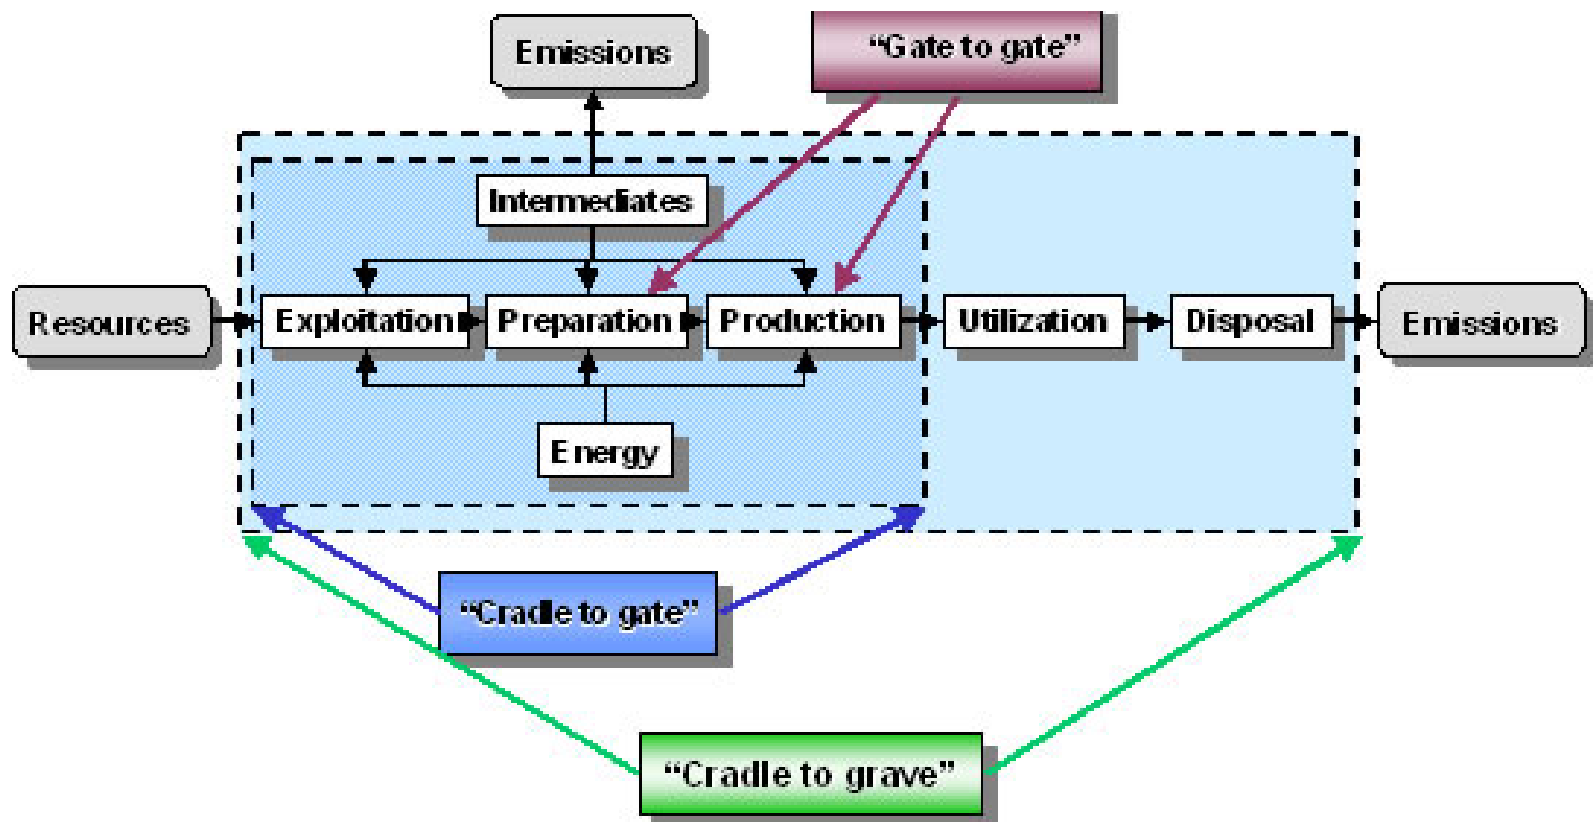 Emissions
“Gate to gate”
Intermediates
Resources
Exploitation
Preparation
Production
Utilization
Disposal
Emissions
Energy
“Cradle to gate”
“Cradle to grave”